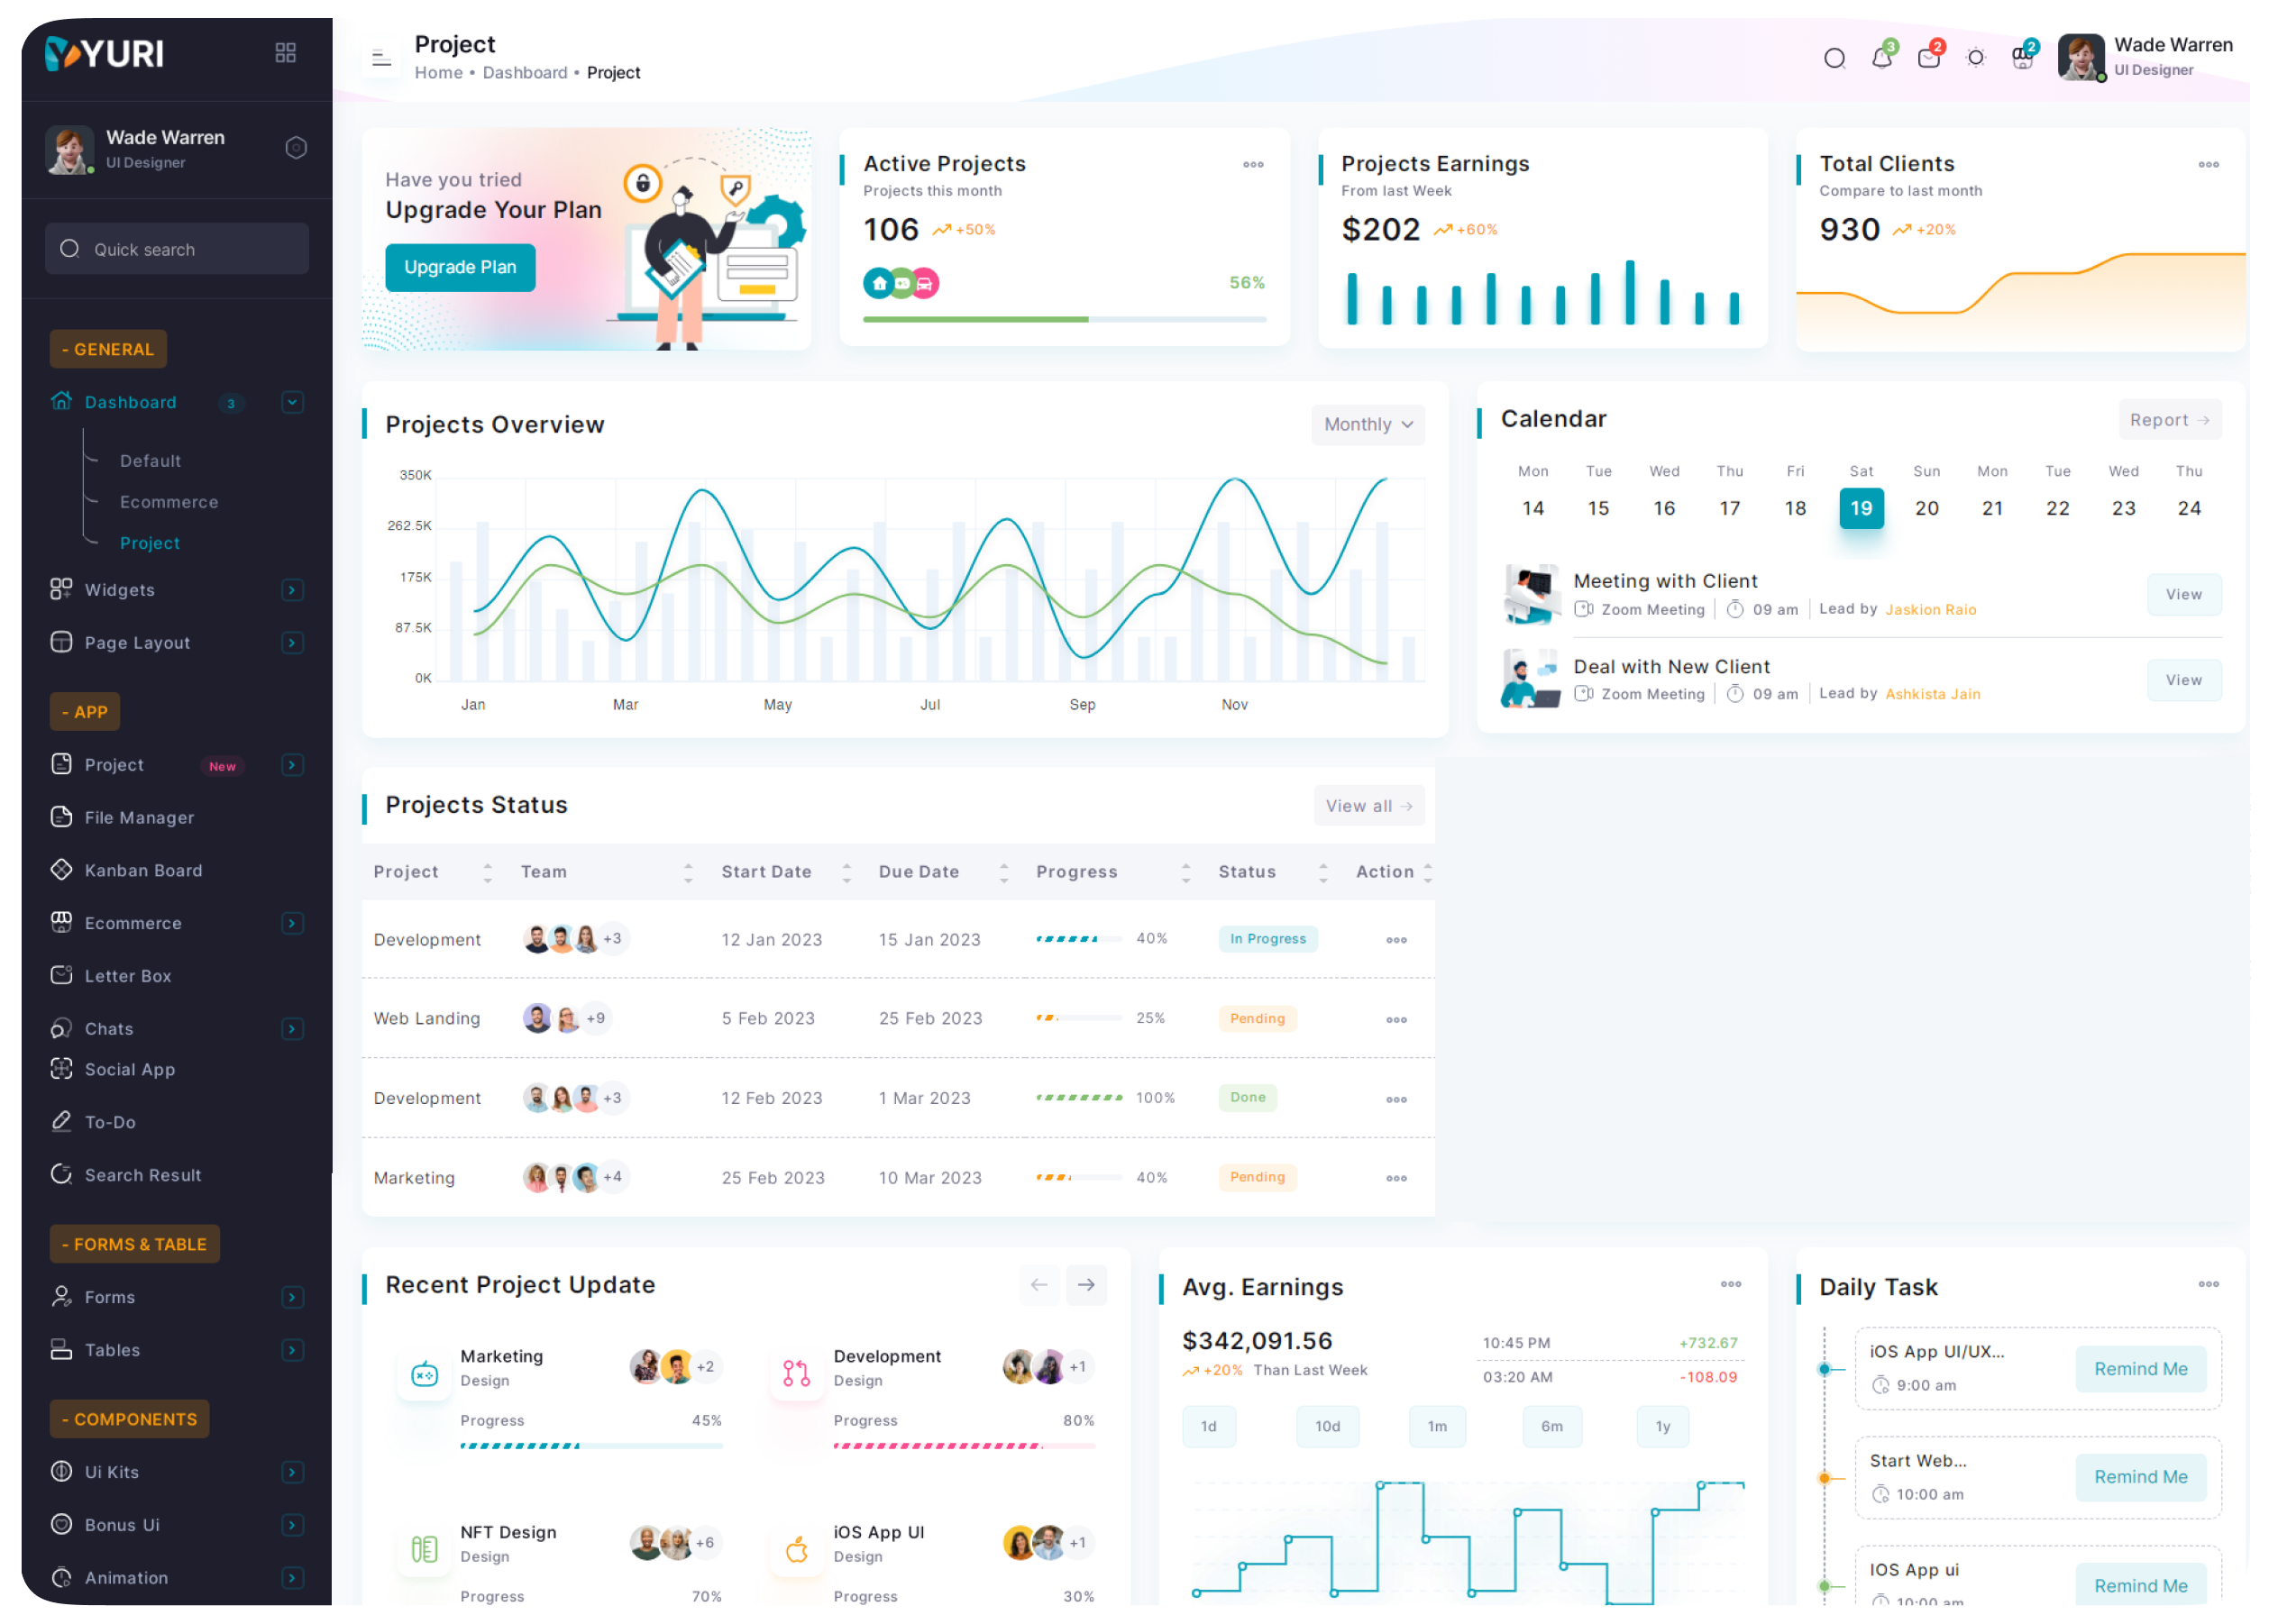 YURI
Wade Warren
UI Designer
Quick search
- GENERAL
Dashboard 3
Default
Ecommerce
Project
Widgets
Page Layout
- APP
Project New
File Manager
Kanban Board
Ecommerce
Letter Box
Chats
Social App
To-Do
Search Result
- FORMS & TABLE
Forms
Tables
- COMPONENTS
Ui Kits
Bonus Ui
Animation
Project
Home • Dashboard • Project
3 2 2
Wade Warren
UI Designer
Have you tried
Upgrade Your Plan
Upgrade Plan
Active Projects
Projects this month
106 +50%
56%
Projects Earnings
From last Week
$202 +60%
Total Clients
Compare to last month
930 +20%
Projects Overview
Monthly
350K
262.5K
175K
87.5K
0K
Jan Mar May Jul Sep Nov
Calendar
Report →
Mon Tue Wed Thu Fri Sat Sun Mon Tue Wed Thu
14 15 16 17 18 19 20 21 22 23 24
Meeting with Client
Zoom Meeting 09 am Lead by Jaskion Raio
View
Deal with New Client
Zoom Meeting 09 am Lead by Ashkista Jain
View
Projects Status
View all →
Project Team Start Date Due Date Progress Status Action
Development +3 12 Jan 2023 15 Jan 2023 40% In Progress
Web Landing +9 5 Feb 2023 25 Feb 2023 25% Pending
Development +3 12 Feb 2023 1 Mar 2023 100% Done
Marketing +4 25 Feb 2023 10 Mar 2023 40% Pending
Recent Project Update
Marketing
Design
+2
Progress 45%
Development
Design
+1
Progress 80%
NFT Design
Design
+6
Progress 70%
iOS App UI
Design
+1
Progress 30%
Avg. Earnings
$342,091.56
+20% Than Last Week
10:45 PM +732.67
03:20 AM -108.09
1d 10d 1m 6m 1y
Daily Task
iOS App UI/UX...
9:00 am
Remind Me
Start Web...
10:00 am
Remind Me
IOS App ui
10:00 am
Remind Me